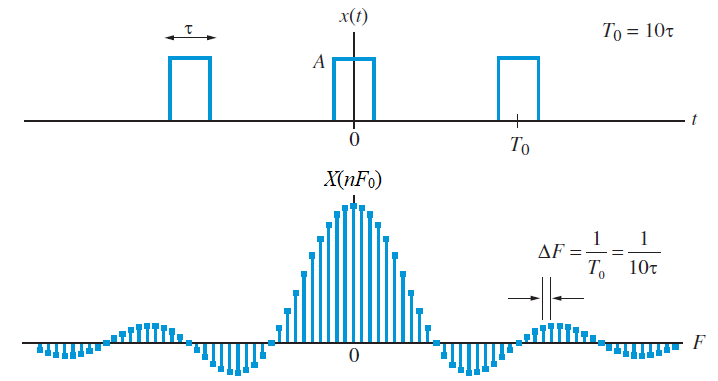 x(t)
τ
T₀ = 10τ
A
t
0
T₀
X(nF₀)
ΔF = 1/T₀ = 1/10τ
F
0